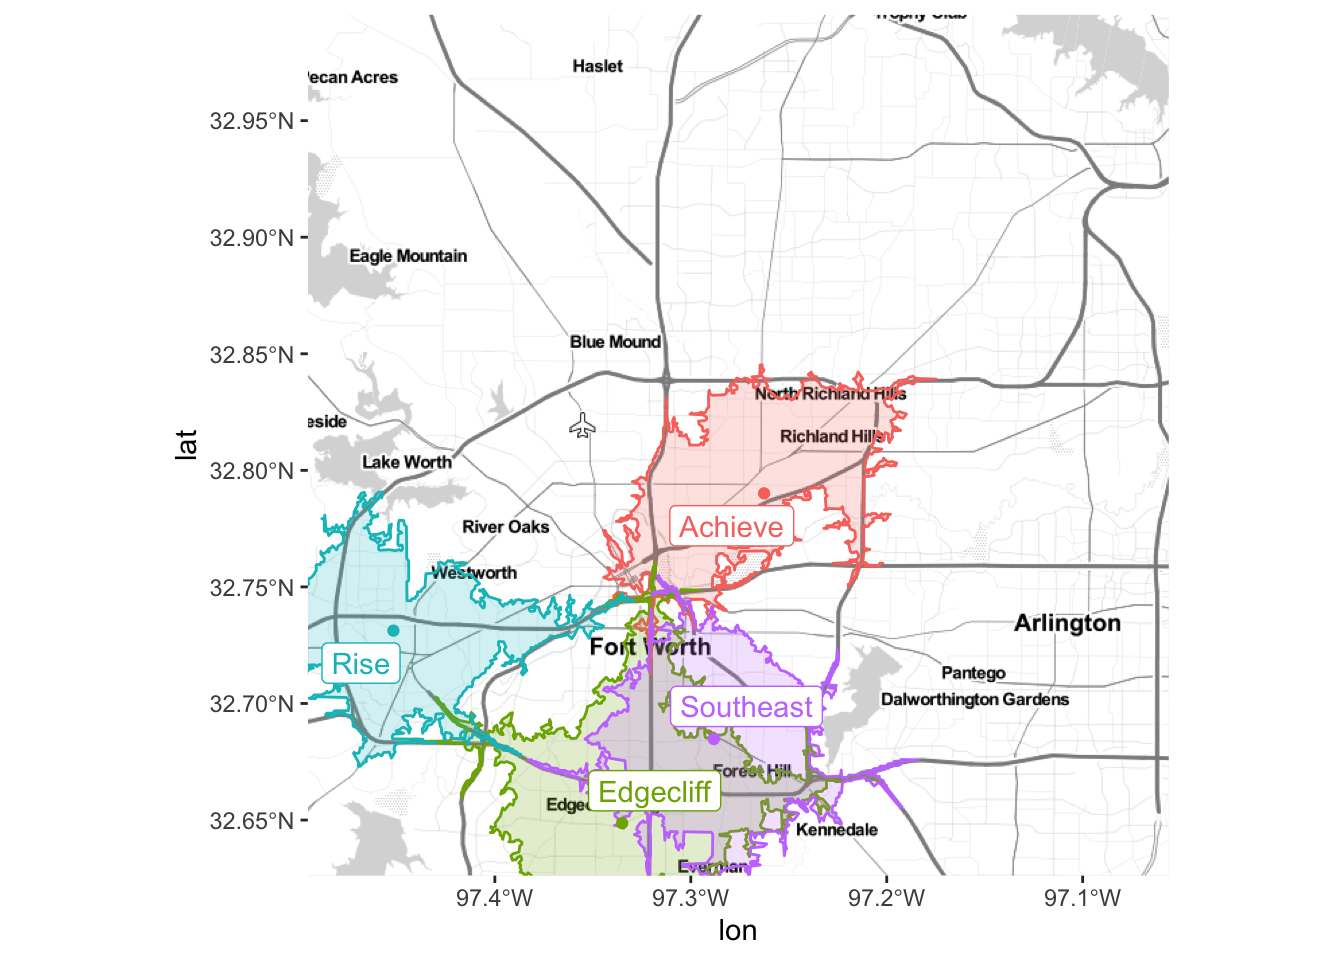 Trophy Club
Haslet
Pecan Acres
32.95°N
32.90°N
Eagle Mountain
Blue Mound
32.85°N
North Richland Hills
eside
Richland Hills
Lake Worth
32.80°N
River Oaks
Achieve
Westworth
32.75°N
Arlington
Fort Worth
Rise
Pantego
Southeast
Dalworthington Gardens
32.70°N
Forest Hill
Edgecliff
Edgec
32.65°N
Kennedale
Everman
97.4°W
97.3°W
97.2°W
97.1°W
lon
lat